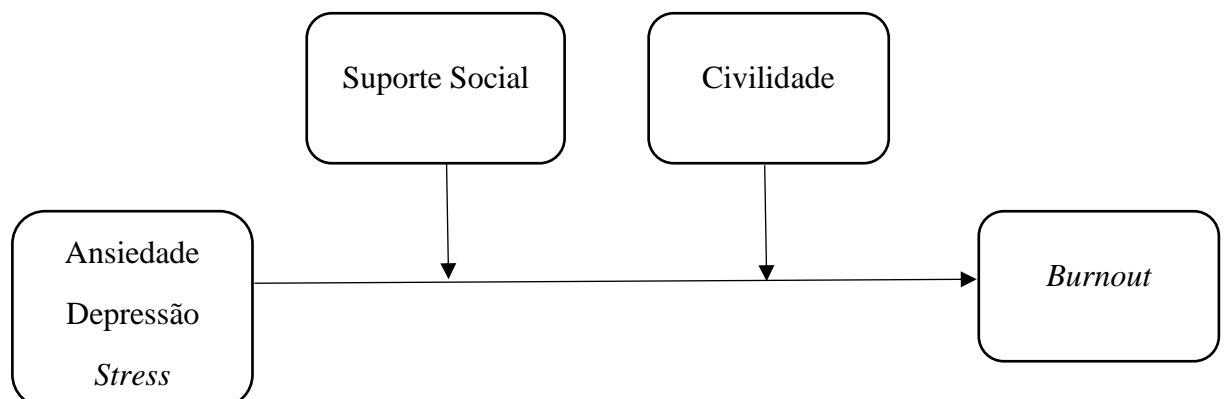 Suporte Social
Civilidade
Ansiedade
Depressão
Stress
Burnout